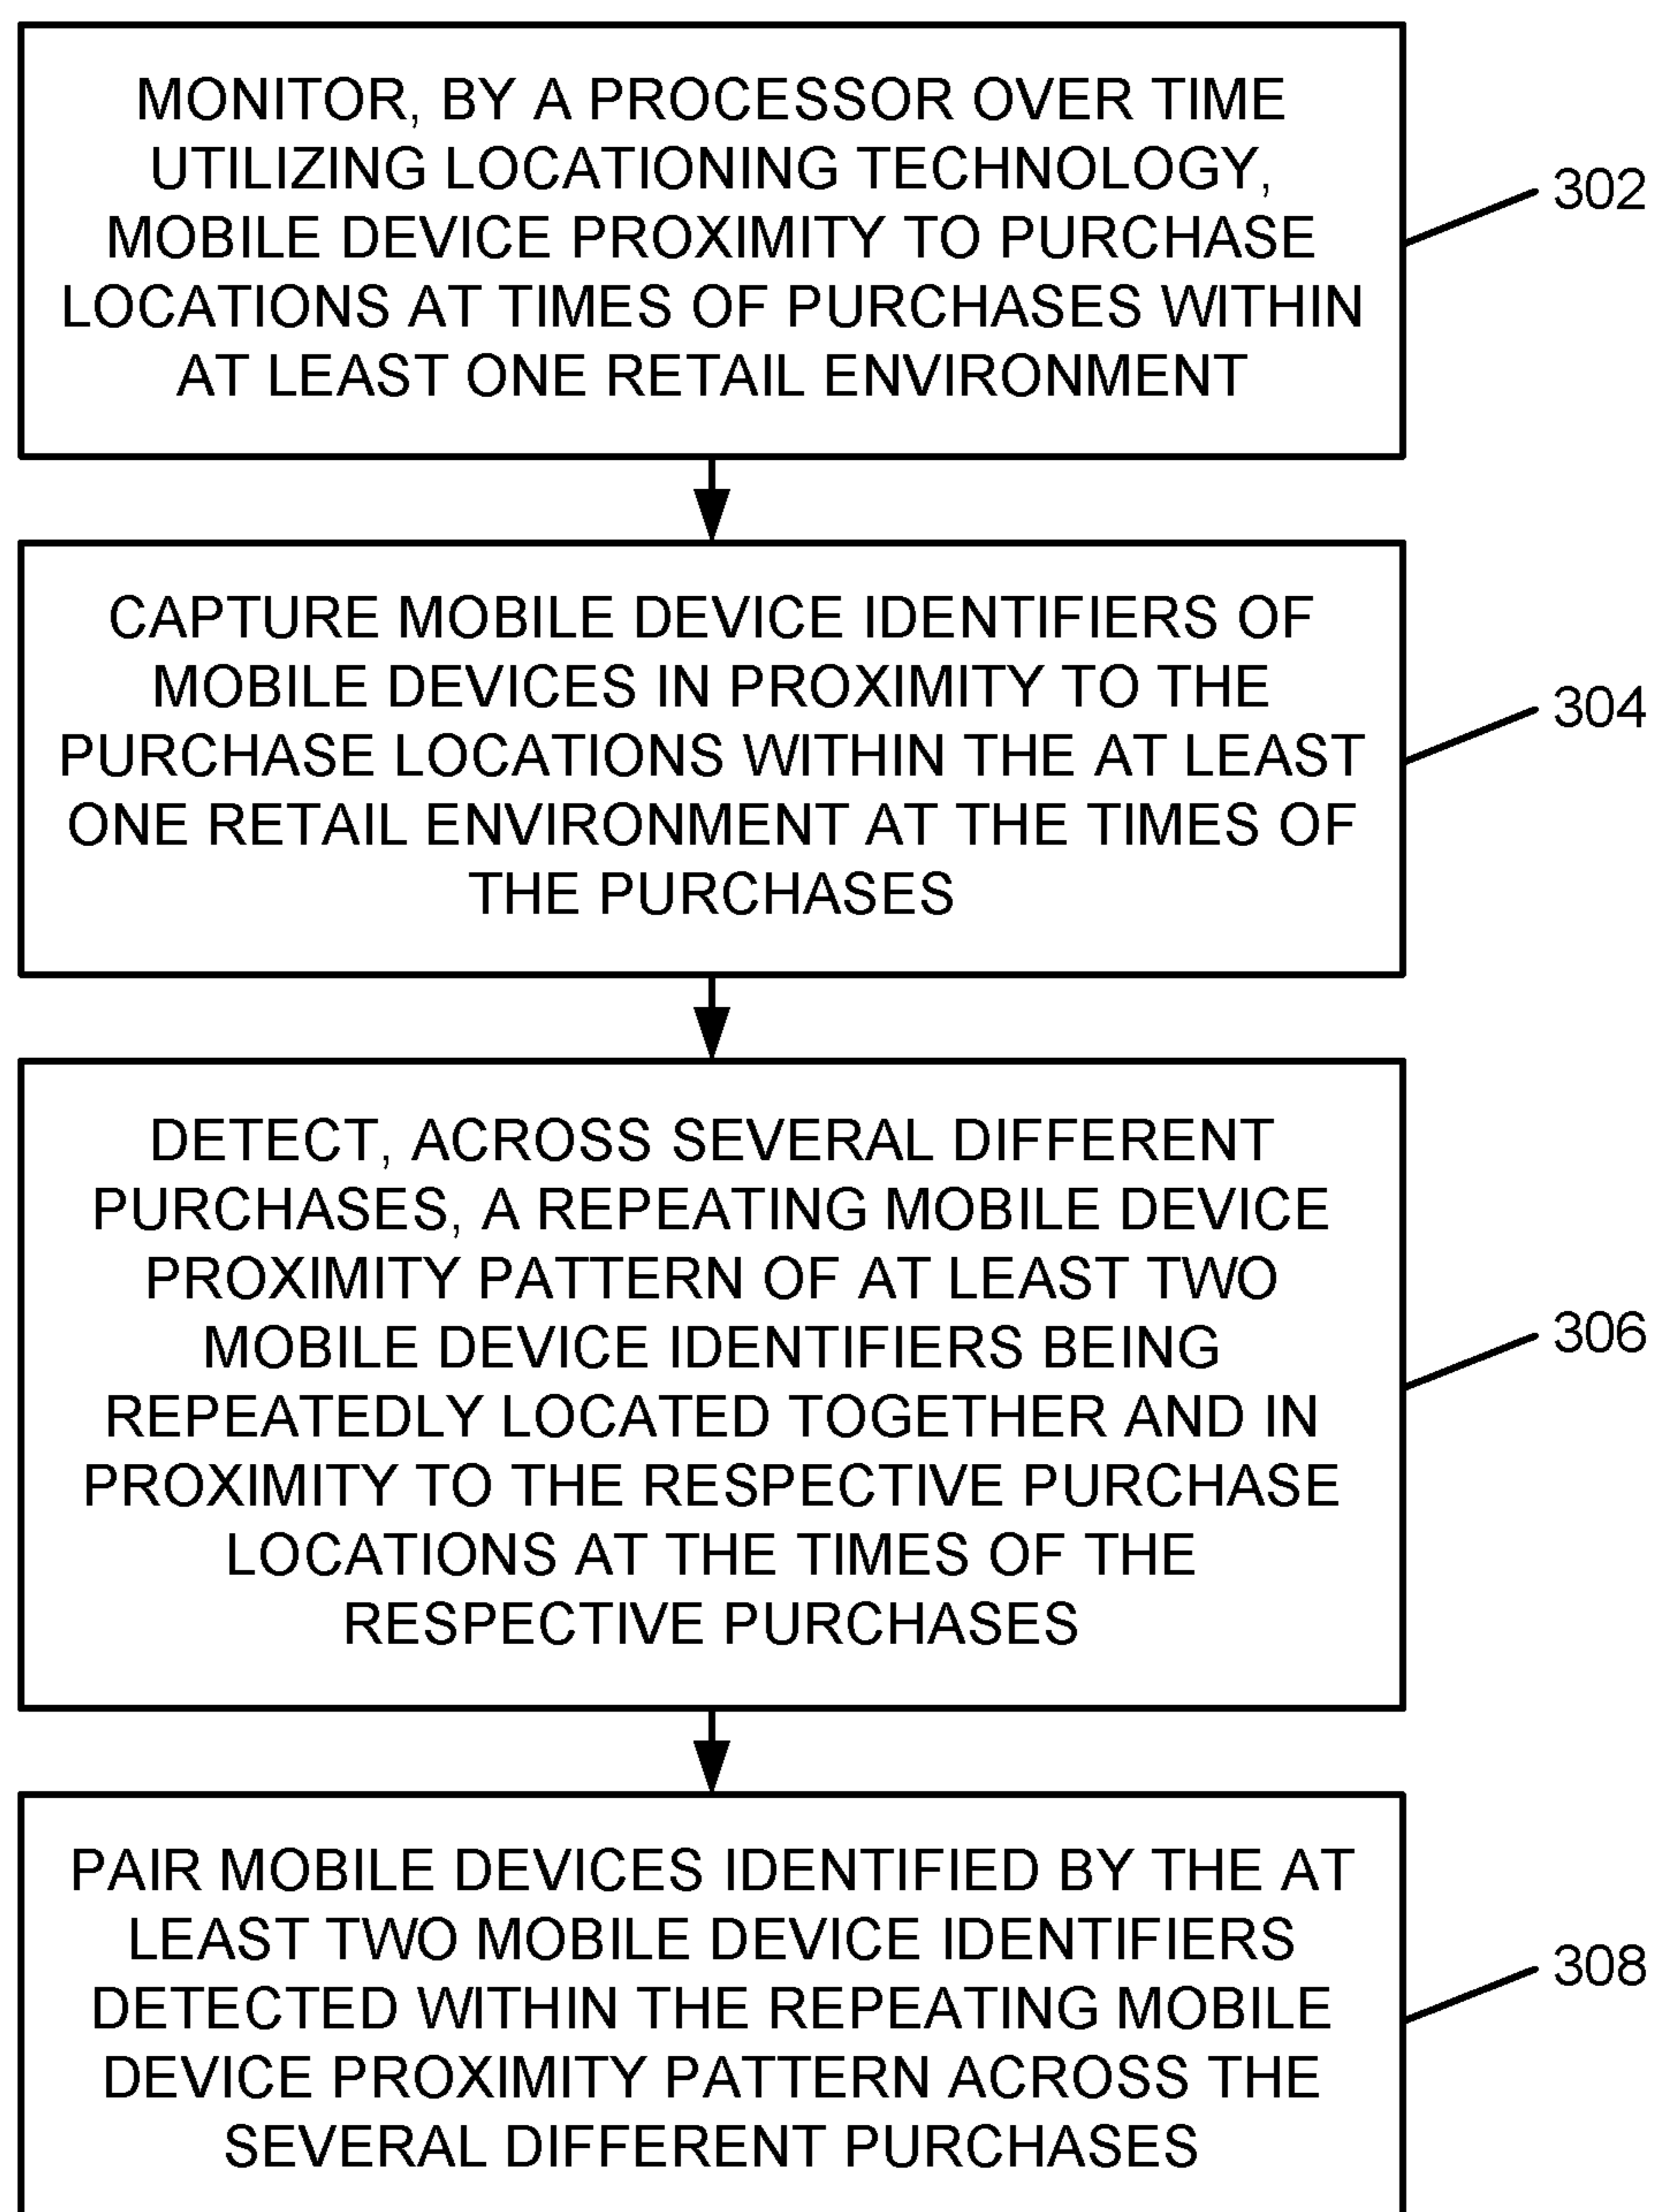 MONITOR, BY A PROCESSOR OVER TIME
UTILIZING LOCATIONING TECHNOLOGY,
MOBILE DEVICE PROXIMITY TO PURCHASE
LOCATIONS AT TIMES OF PURCHASES WITHIN
AT LEAST ONE RETAIL ENVIRONMENT
302
CAPTURE MOBILE DEVICE IDENTIFIERS OF
MOBILE DEVICES IN PROXIMITY TO THE
PURCHASE LOCATIONS WITHIN THE AT LEAST
ONE RETAIL ENVIRONMENT AT THE TIMES OF
THE PURCHASES
304
DETECT, ACROSS SEVERAL DIFFERENT
PURCHASES, A REPEATING MOBILE DEVICE
PROXIMITY PATTERN OF AT LEAST TWO
MOBILE DEVICE IDENTIFIERS BEING
REPEATEDLY LOCATED TOGETHER AND IN
PROXIMITY TO THE RESPECTIVE PURCHASE
LOCATIONS AT THE TIMES OF THE
RESPECTIVE PURCHASES
306
PAIR MOBILE DEVICES IDENTIFIED BY THE AT
LEAST TWO MOBILE DEVICE IDENTIFIERS
DETECTED WITHIN THE REPEATING MOBILE
DEVICE PROXIMITY PATTERN ACROSS THE
SEVERAL DIFFERENT PURCHASES
308